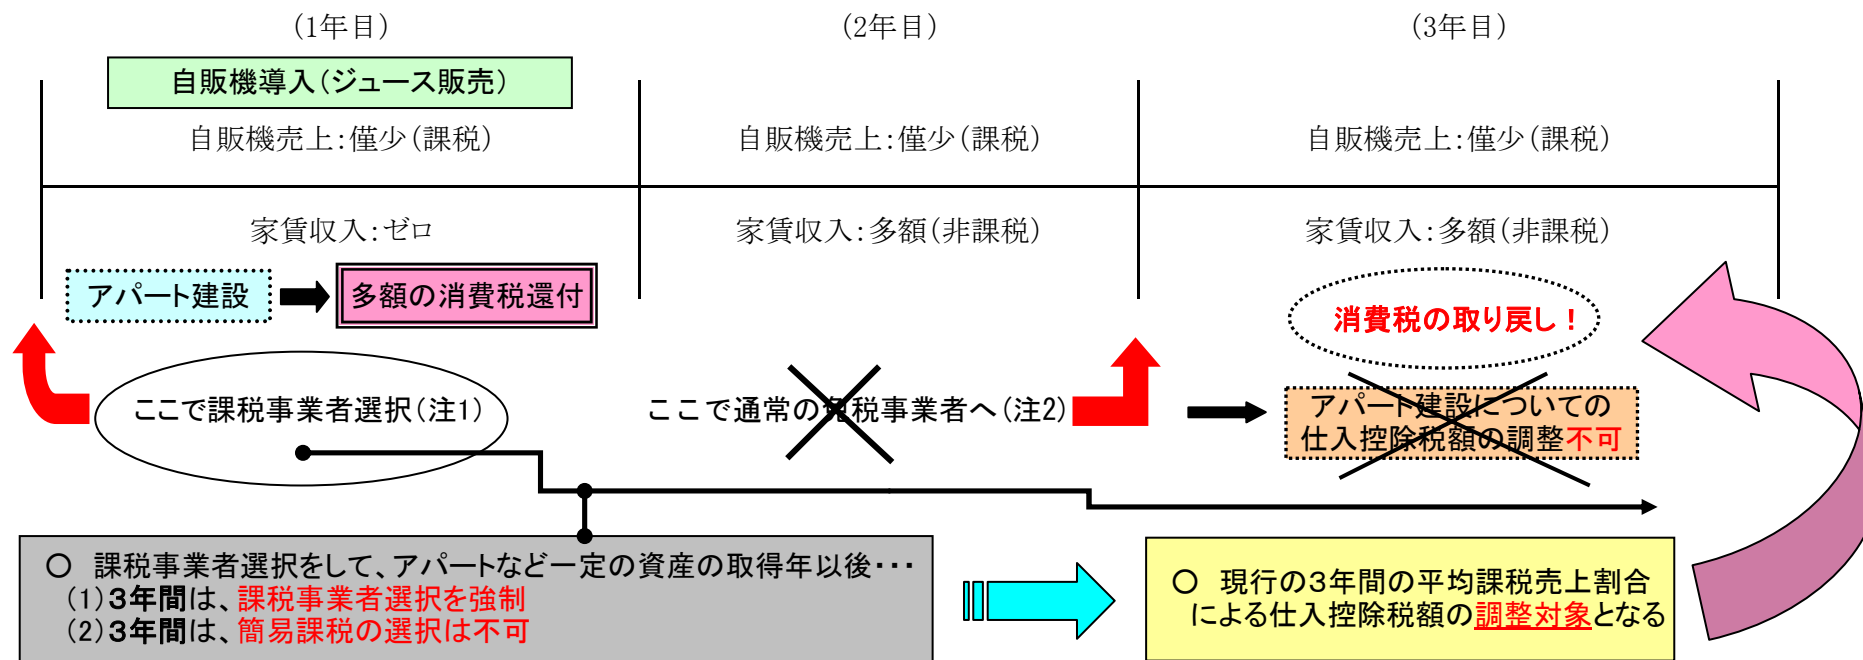 (1年目)
(2年目)
(3年目)
自販機導入(ジュース販売)
自販機売上:僅少(課税)
自販機売上:僅少(課税)
自販機売上:僅少(課税)
家賃収入:ゼロ
家賃収入:多額(非課税)
家賃収入:多額(非課税)
アパート建設
多額の消費税還付
消費税の取り戻し!
ここで課税事業者選択(注1)
ここで通常の免税事業者へ(注2)
アパート建設についての
仕入控除税額の調整不可
○ 課税事業者選択をして、アパートなど一定の資産の取得年以後・・・
(1)3年間は、課税事業者選択を強制
(2)3年間は、簡易課税の選択は不可
○ 現行の3年間の平均課税売上割合
による仕入控除税額の調整対象となる